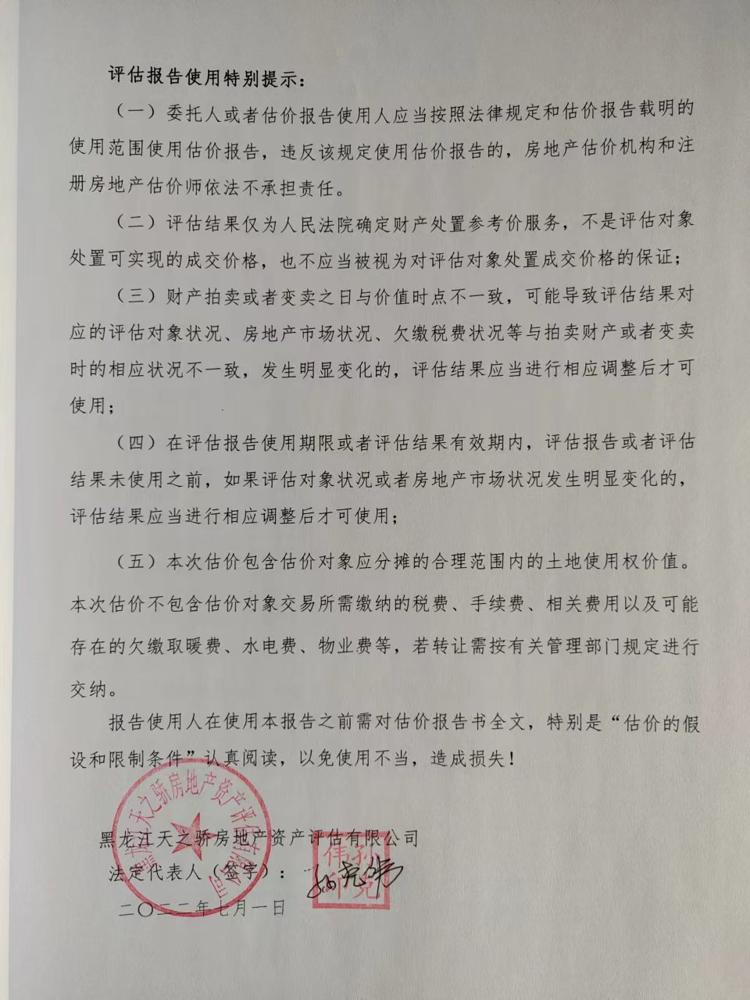 评估报告使用特别提示：
（一）委托人或者估价报告使用人应当按照法律规定和估价报告载明的
使用范围使用估价报告，违反该规定使用估价报告的，房地产估价机构和注
册房地产估价师依法不承担责任。
（二）评估结果仅为人民法院确定财产处置参考价服务，不是评估对象
处置可实现的成交价格，也不应当被视为对评估对象处置成交价格的保证；
（三）财产拍卖或者变卖之日与价值时点不一致，可能导致评估结果对
应的评估对象状况、房地产市场状况、欠缴税费状况等与拍卖财产或者变卖
时的相应状况不一致，发生明显变化的，评估结果应当进行相应调整后才可
使用；
（四）在评估报告使用期限或者评估结果有效期内，评估报告或者评估
结果未使用之前，如果评估对象状况或者房地产市场状况发生明显变化的，
评估结果应当进行相应调整后才可使用；
（五）本次估价包含估价对象应分摊的合理范围内的土地使用权价值。
本次估价不包含估价对象交易所需缴纳的税费、手续费、相关费用以及可能
存在的欠缴取暖费、水电费、物业费等，若转让需按有关管理部门规定进行
交纳。
报告使用人在使用本报告之前需对估价报告书全文，特别是“估价的假
设和限制条件”认真阅读，以免使用不当，造成损失！
黑龙江天之骄房地产资产评估有限公司
黑龙江天之骄房地产资产评估有限公司
法定代表人（签字）：孙克伟
孙克伟印
二〇二二年七月一日